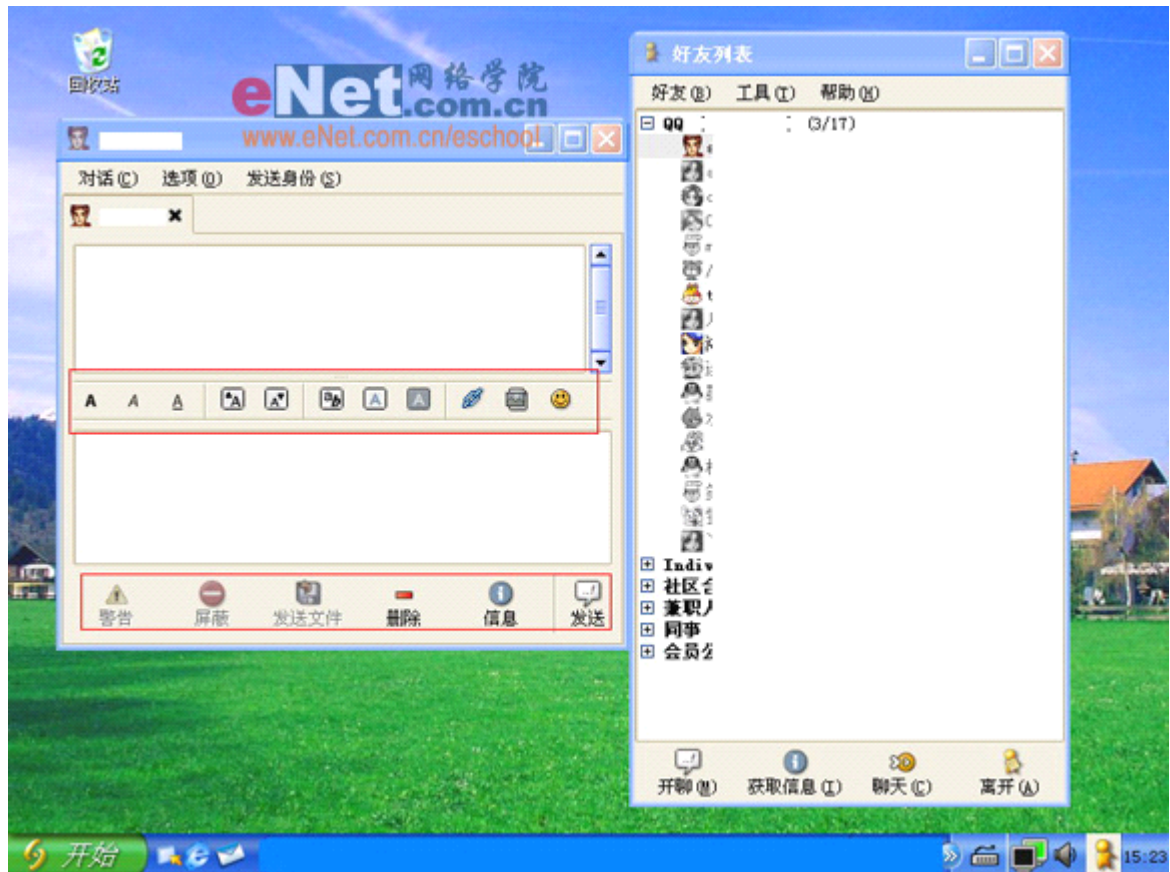 回收站
eNet网络学院
.com.cn
www.eNet.com.cn/eschool
对话(C) 选项(O) 发送身份(S)
警告 屏蔽 发送文件 删除 信息 发送
好友列表
好友(B) 工具(T) 帮助(H)
QQ (3/17)
社区
兼职人
同事
会员公
开聊(M) 获取信息(I) 聊天(C) 离开(A)
开始
15:23